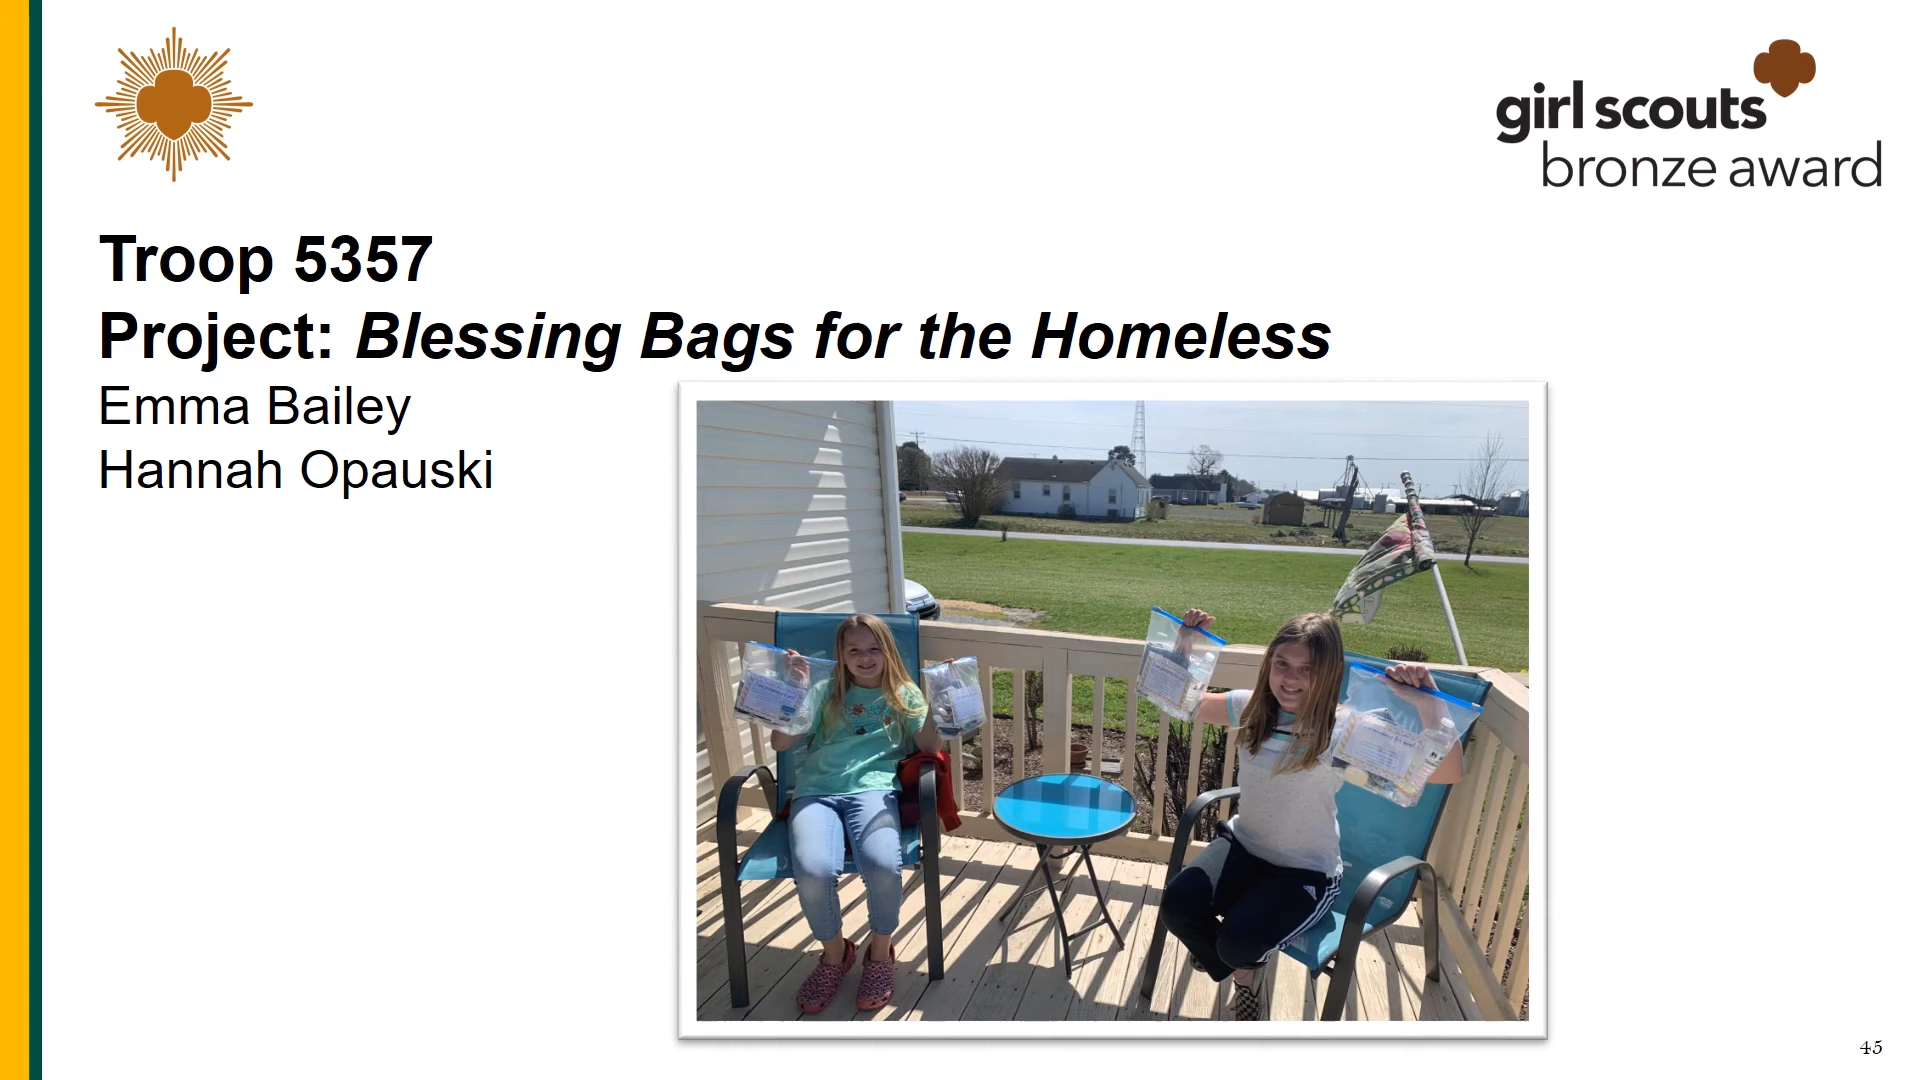 girl scouts
bronze award
Troop 5357
Project: Blessing Bags for the Homeless
Emma Bailey
Hannah Opauski
45